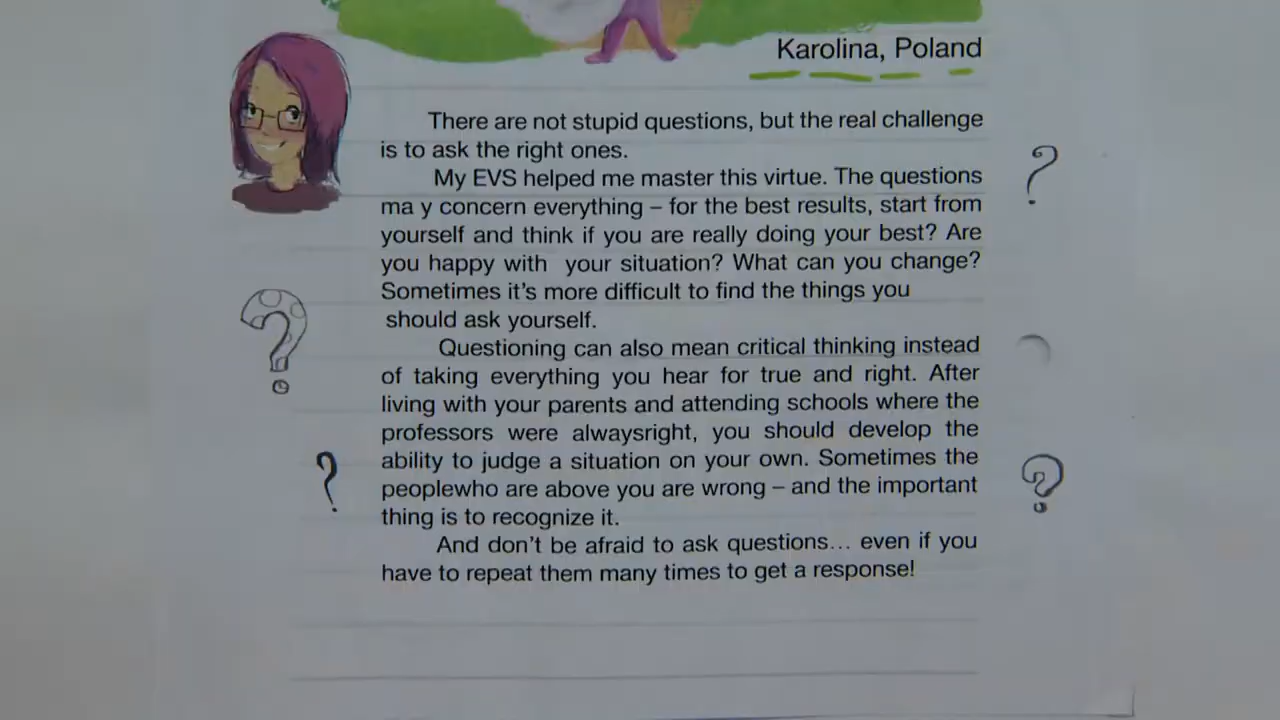 Karolina, Poland
There are not stupid questions, but the real challenge
is to ask the right ones.
My EVS helped me master this virtue. The questions
ma y concern everything – for the best results, start from
yourself and think if you are really doing your best? Are
you happy with your situation? What can you change?
Sometimes it's more difficult to find the things you
should ask yourself.
Questioning can also mean critical thinking instead
of taking everything you hear for true and right. After
living with your parents and attending schools where the
professors were alwaysright, you should develop the
ability to judge a situation on your own. Sometimes the
peoplewho are above you are wrong – and the important
thing is to recognize it.
And don't be afraid to ask questions... even if you
have to repeat them many times to get a response!
?
?
?
?